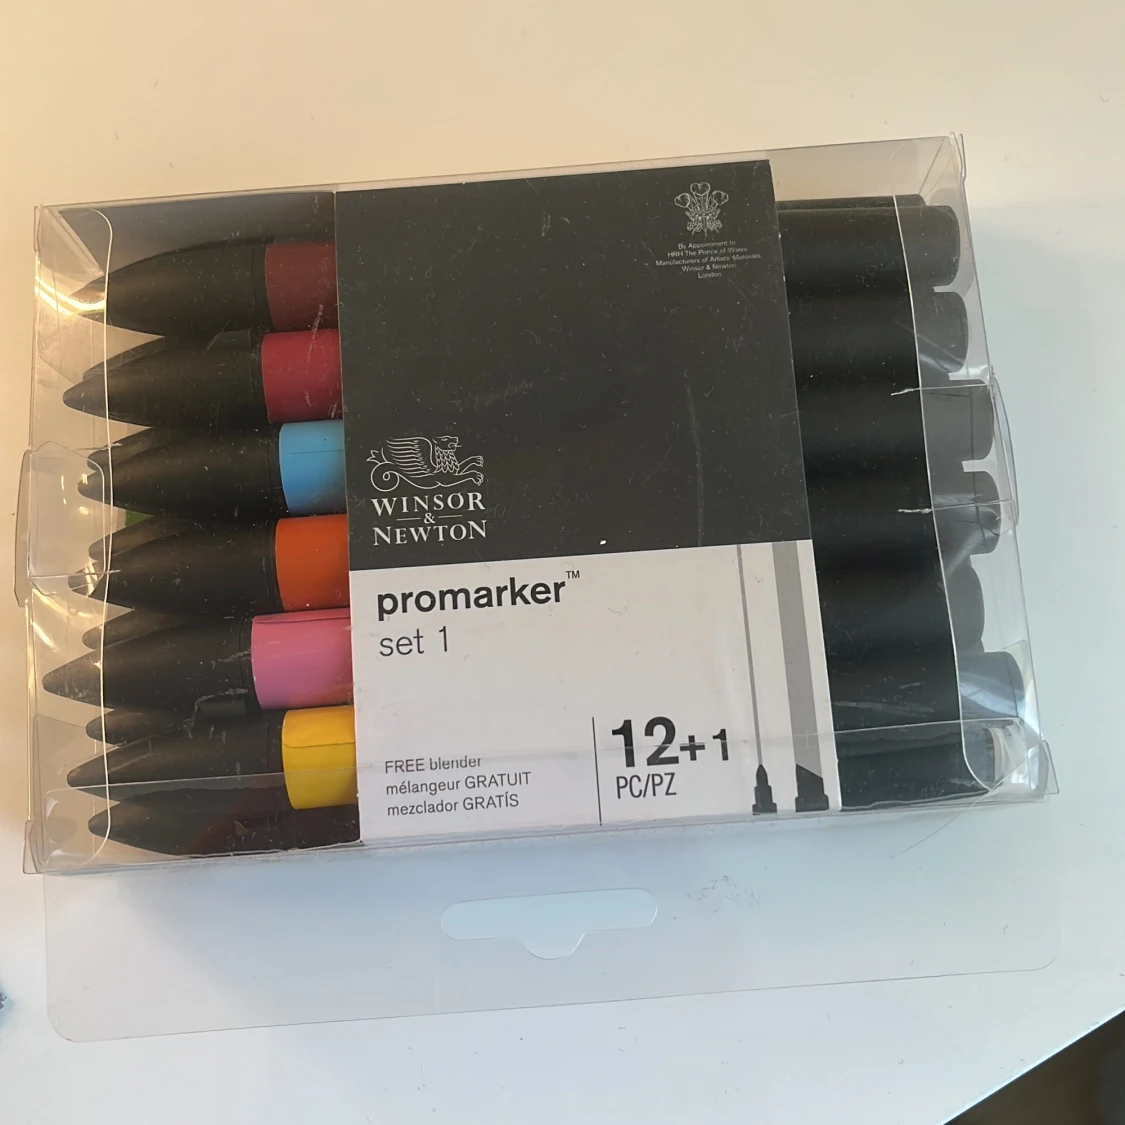 By Appointment to
HRH The Prince of Wales
Manufacturers of Artists' Materials
Winsor & Newton
London
WINSOR
&
NEWTON
promarker™
set 1
FREE blender
mélangeur GRATUIT
mezclador GRATÍS
12+1
PC/PZ